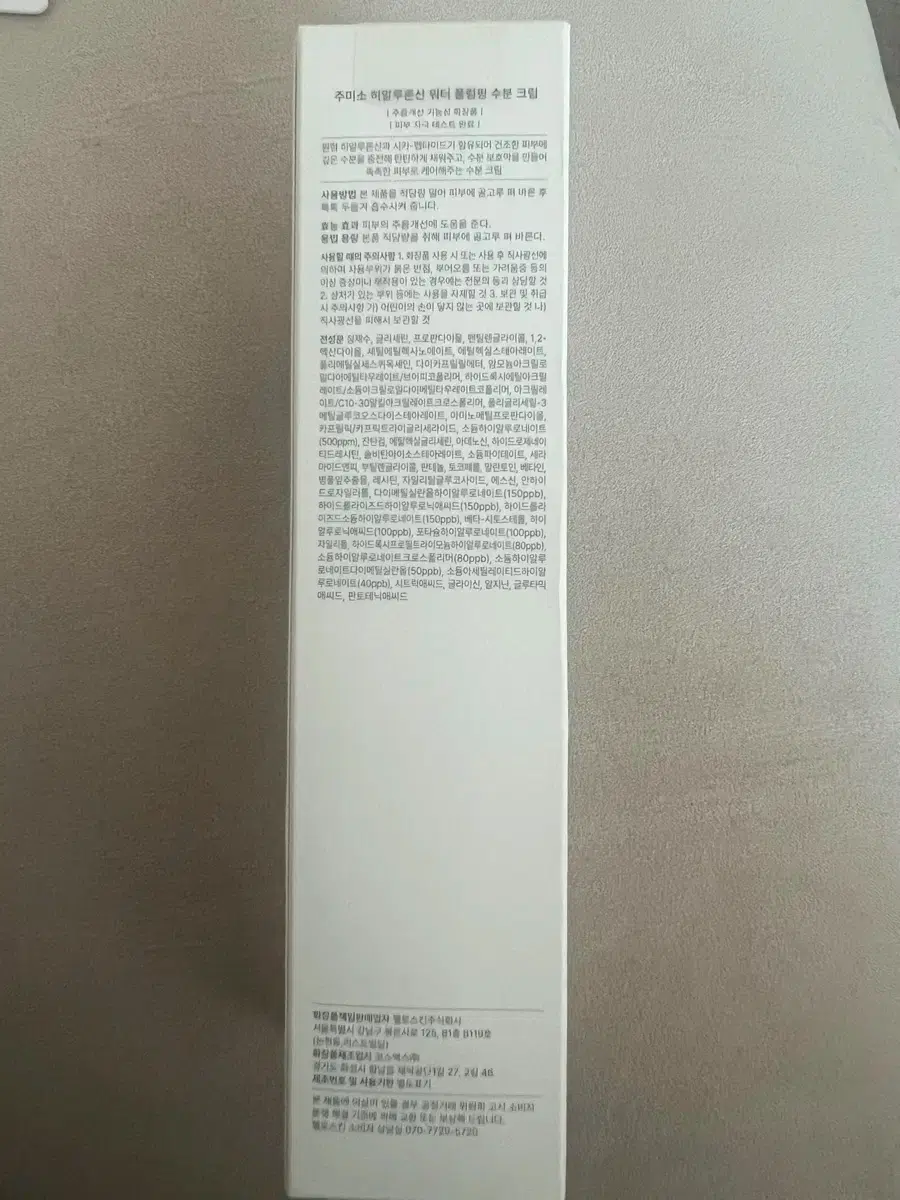 주미소 히알루론산 워터 풀럼핑 수분 크림
| 주름개선 기능성 화장품 |
| 피부 자극 테스트 완료 |
원협 히알루론산과 시카-펩타이드가 함유되어 건조한 피부에
깊은 수분을 충전해 탄탄하게 채워주고, 수분 보호막을 만들어
촉촉한 피부로 케어해주는 수분 크림
사용방법 본 제품을 적당량 덜어 피부에 골고루 펴 바른 후
톡톡 두들겨 흡수시켜 줍니다.
효능 효과 피부의 주름개선에 도움을 준다.
용법 용량 본품 적당량을 취해 피부에 골고루 펴 바른다.
사용할 때의 주의사항 1. 화장품 사용 시 또는 사용 후 직사광선에
의하여 사용부위가 붉은 반점, 부어오름 또는 가려움증 등의
이상 증상이나 부작용이 있는 경우에는 전문의 등과 상담할 것
2. 상처가 있는 부위 등에는 사용을 자제할 것 3. 보관 및 취급
시 주의사항 가) 어린이의 손이 닿지 않는 곳에 보관할 것 나)
직사광선을 피해서 보관할 것
전성분 정제수, 글리세린, 프로판다이올, 펜틸렌글라이콜, 1,2-
헥산다이올, 세틸에틸헥사노에이트, 에틸헥실스테아레이트,
폴리메틸실세스퀴옥세인, 다이카프릴릴에터, 암모늄아크릴로
일다이메틸타우레이트/브이피코폴리머, 하이드록시에틸아크릴
레이트/소듐아크릴로일다이메틸타우레이트코폴리머, 아크릴레
이트/C10-30알킬아크릴레이트크로스폴리머, 폴리글리세릴-3
메틸글루코오스다이스테아레이트, 아미노메틸프로판다이올,
카프릴릭/카프릭트라이글리세라이드, 소듐하이알루로네이트
(500ppm), 잔탄검, 에틸헥실글리세린, 아데노신, 하이드로제네이
티드레시틴, 솔비탄아이소스테아레이트, 소듐파이테이트, 세라
마이드엔피, 부틸렌글라이콜, 판테놀, 토코페롤, 알란토인, 베타인,
병풀잎추출물, 레시틴, 자일리틸글루코사이드, 에스신, 안하이
드로자일리톨, 다이메틸실란올하이알루로네이트(150ppb),
하이드롤라이즈드하이알루로닉애씨드(150ppb), 하이드롤라
이즈드소듐하이알루로네이트(150ppb), 베타-시토스테롤, 하이
알루로닉애씨드(100ppb), 포타슘하이알루로네이트(100ppb),
자일리톨, 하이드록시프로필트라이모늄하이알루로네이트(80ppb),
소듐하이알루로네이트크로스폴리머(80ppb), 소듐하이알루
로네이트다이메틸실란올(50ppb), 소듐아세틸레이티드하이알
루로네이트(40ppb), 시트릭애씨드, 글라이신, 알지닌, 글루타믹
애씨드, 판토테닉애씨드
화장품책임판매업자 헬로스킨주식회사
서울특별시 강남구 봉은사로 125, B1층 B119호
(논현동,
화장품제조업자 코스맥스㈜
경기도 화성시 향남읍 제약공단1길 27, 2길 46.
제조번호 및 사용기한 별도표기
본 제품에 이상이 있을 경우 공정거래 위원회 고시 소비자
분쟁 해결 기준에 의해 교환 또는 보상해 드립니다.
헬로스킨 소비자 상담실 070-7720-5720